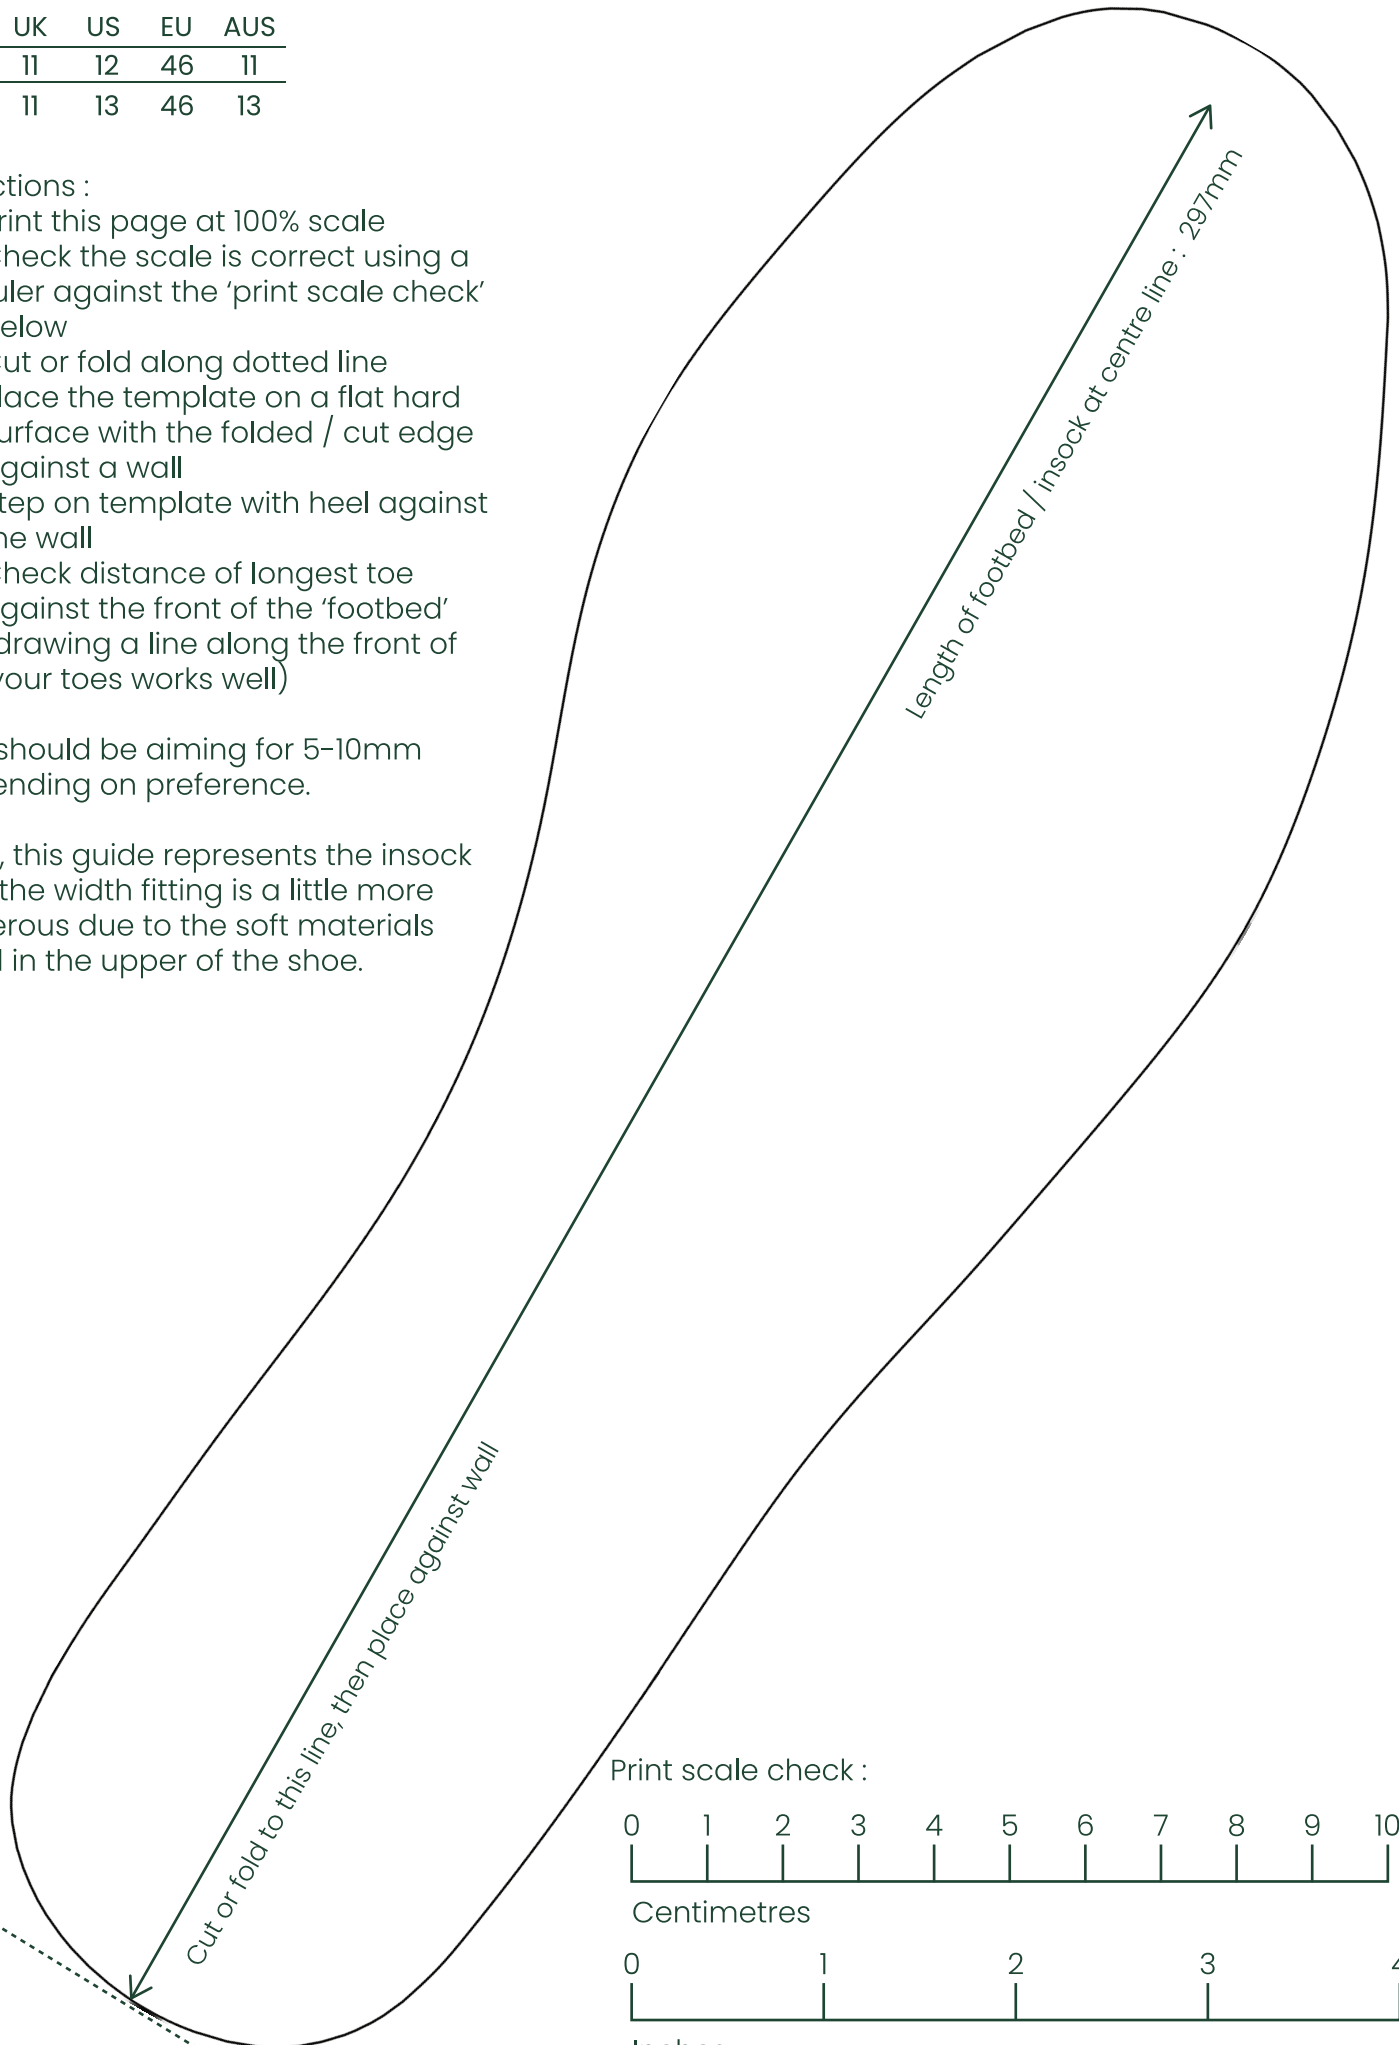 UK US EU AUS
11 12 46 11
11 13 46 13
ctions :
rint this page at 100% scale
heck the scale is correct using a
uler against the ‘print scale check’
elow
ut or fold along dotted line
lace the template on a flat hard
urface with the folded / cut edge
gainst a wall
tep on template with heel against
he wall
heck distance of longest toe
gainst the front of the ‘footbed’
drawing a line along the front of
your toes works well)
should be aiming for 5-10mm
ending on preference.
, this guide represents the insock
the width fitting is a little more
erous due to the soft materials
d in the upper of the shoe.
Length of footbed / insock at centre line : 297mm
Cut or fold to this line, then place against wall
Print scale check :
0 1 2 3 4 5 6 7 8 9 10
Centimetres
0 1 2 3 4
Inches